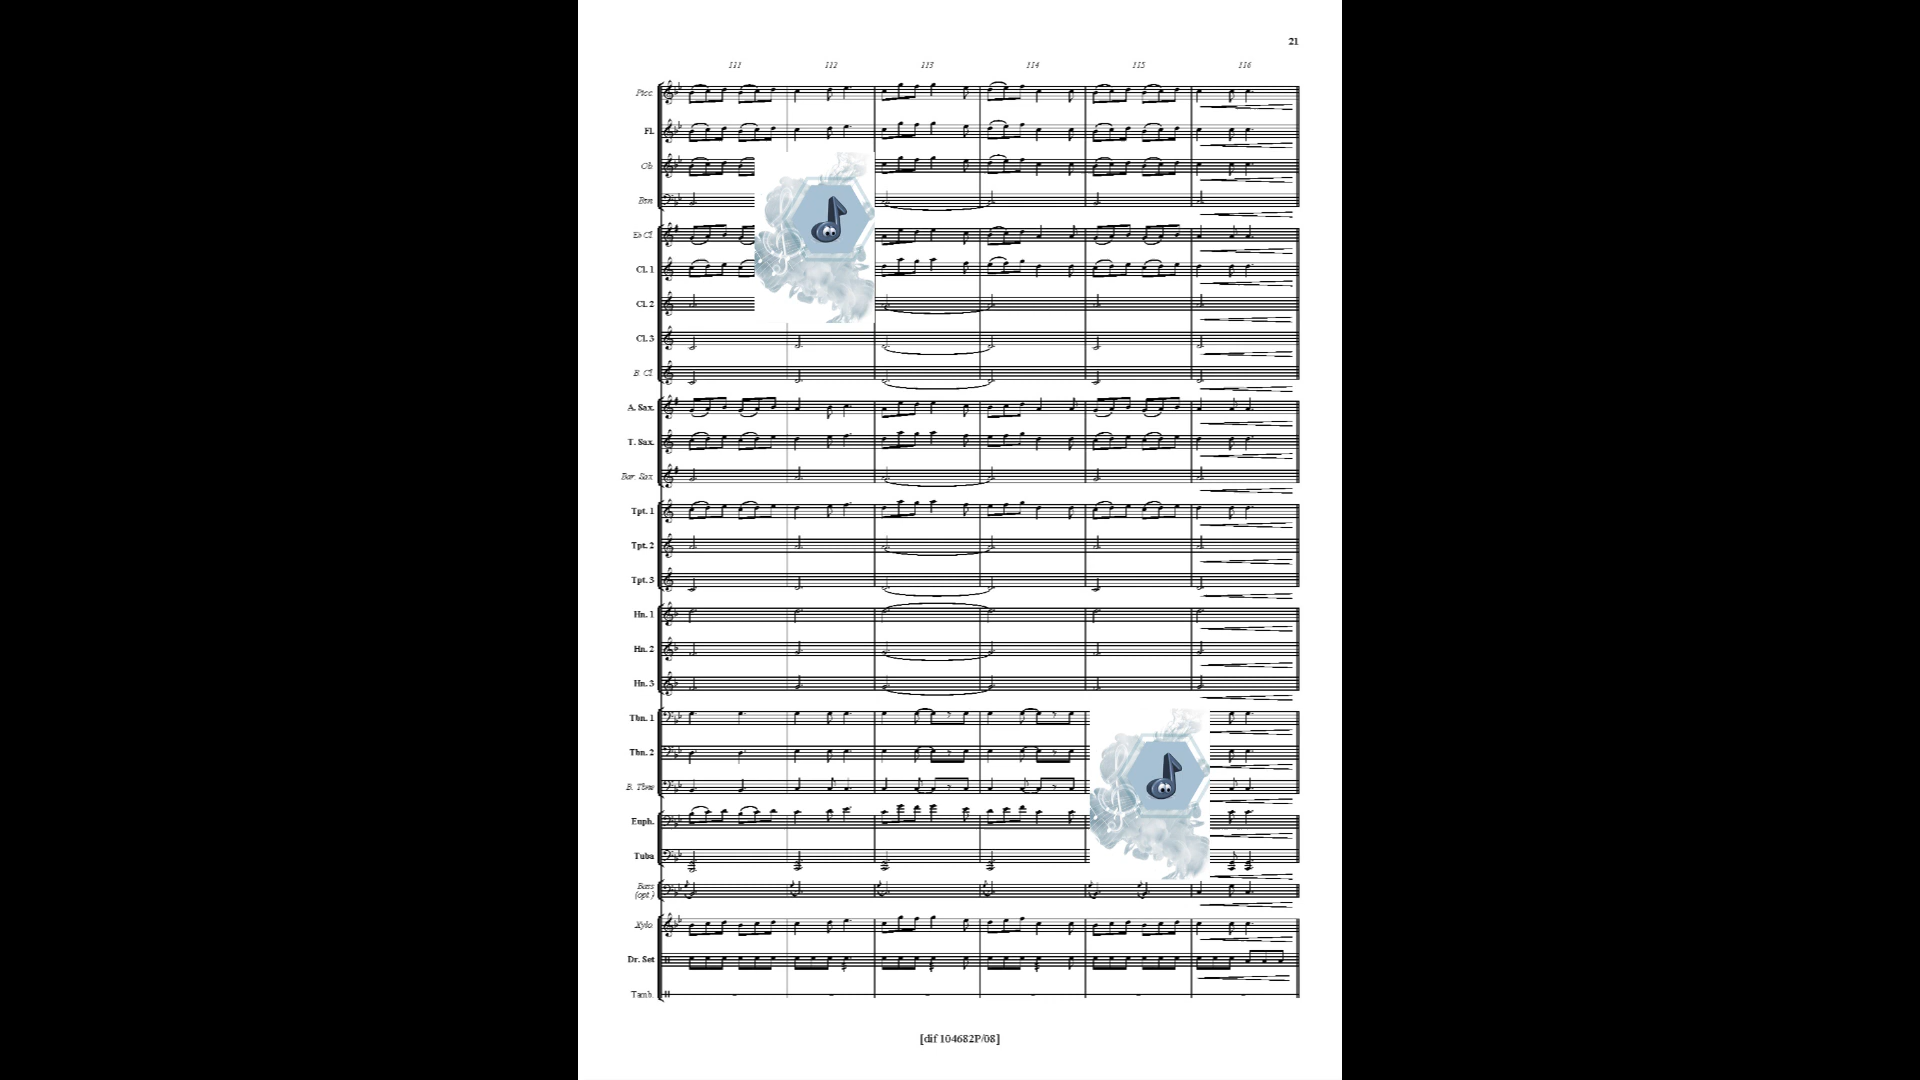 21
111 112 113 114 115 116
Picc
Fl.
Ob
Bsn
Eb Cl
Cl. 1
Cl. 2
Cl. 3
B. Cl
A. Sax.
T. Sax.
Bar. Sax
Tpt. 1
Tpt. 2
Tpt. 3
Hn. 1
Hn. 2
Hn. 3
Tbn. 1
Tbn. 2
B. Tbne
Euph.
Tuba
Bass
(opt.)
Xylo
Dr. Set
Tamb.
[dif 104682P/08]